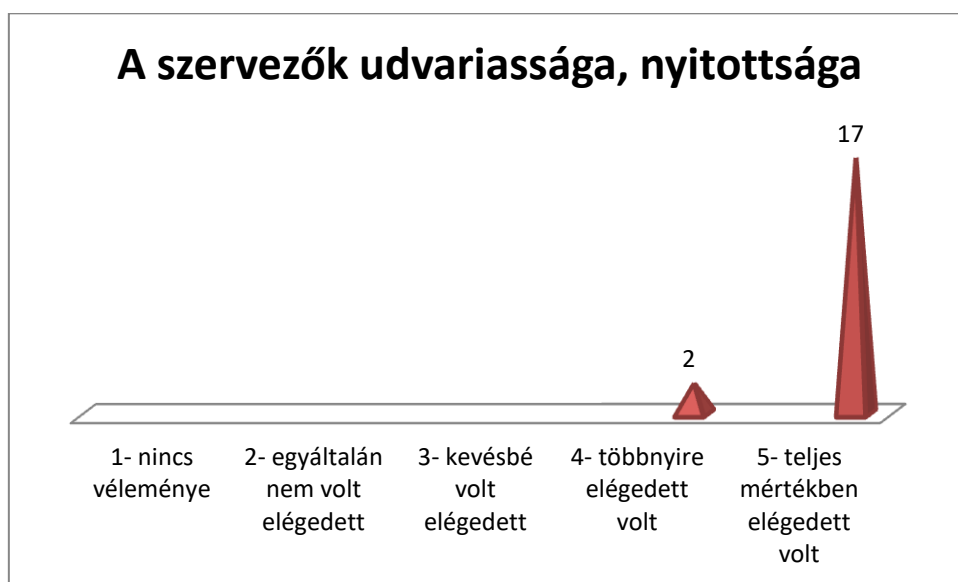 A szervezők udvariassága, nyitottsága
17
2
1- nincs
véleménye
2- egyáltalán
nem volt
elégedett
3- kevésbé
volt
elégedett
4- többnyire
elégedett
volt
5- teljes
mértékben
elégedett
volt